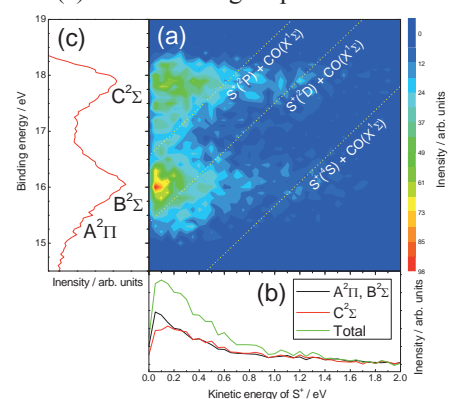 (c)
(a)
Binding energy / eV
19
18
17
16
15
C²Σ
B²Σ
A²Π
S⁺(²P) + CO(X¹Σ)
S⁺(²D) + CO(X¹Σ)
S⁺(⁴S) + CO(X¹Σ)
0
12
24
37
49
61
73
85
98
Inensity / arb. units
Inensity / arb. units
(b)
A²Π, B²Σ
C²Σ
Total
Inensity / arb. units
0.0 0.2 0.4 0.6 0.8 1.0 1.2 1.4 1.6 1.8 2.0
Kinetic energy of S⁺ / eV